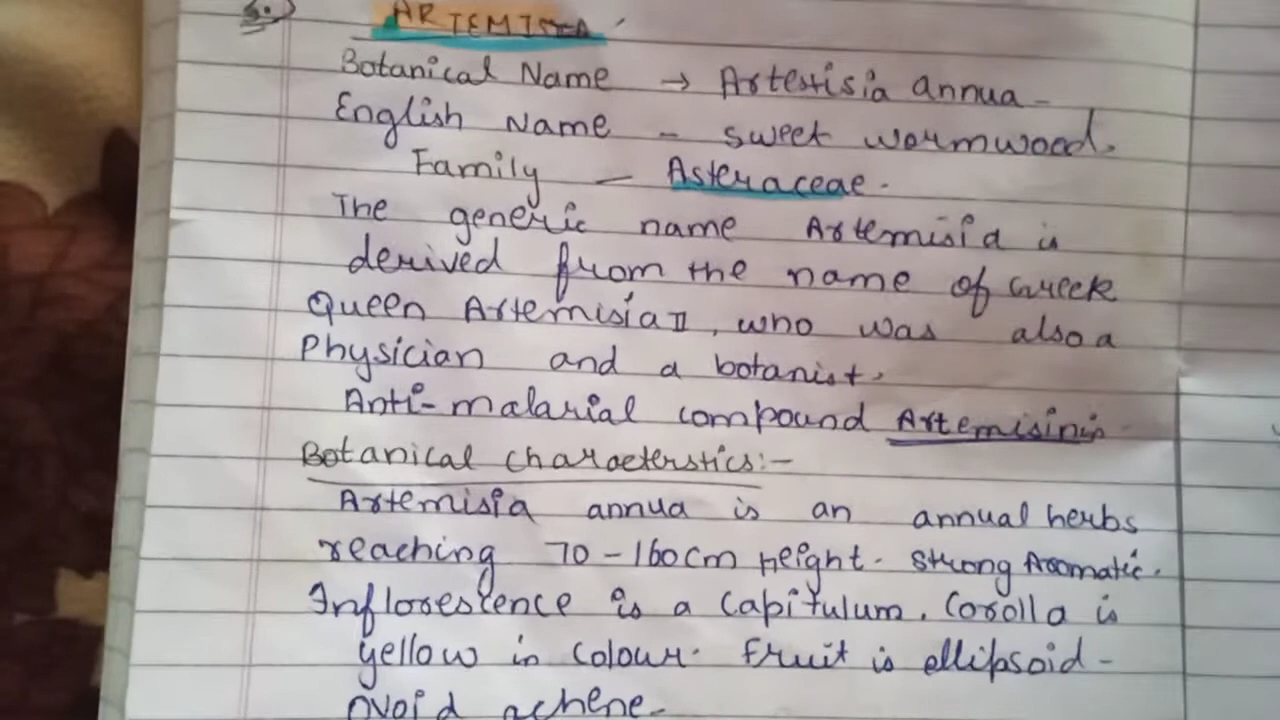 5.) ARTEMISIA
Botanical Name → Artemisia annua -
English Name - sweet wormwood.
Family - Asteraceae.
The generic name Artemisia is
derived from the name of Greek
Queen Artemisia II, who was also a
Physician and a botanist.
Anti-malarial compound Artemisinin
Botanical characterstics:-
Artemisia annua is an annual herbs
reaching 70-160cm height. Strong Aromatic.
Inflorescence is a capitulum. Corolla is
yellow in colour. Fruit is ellipsoid-
ovoid achene.